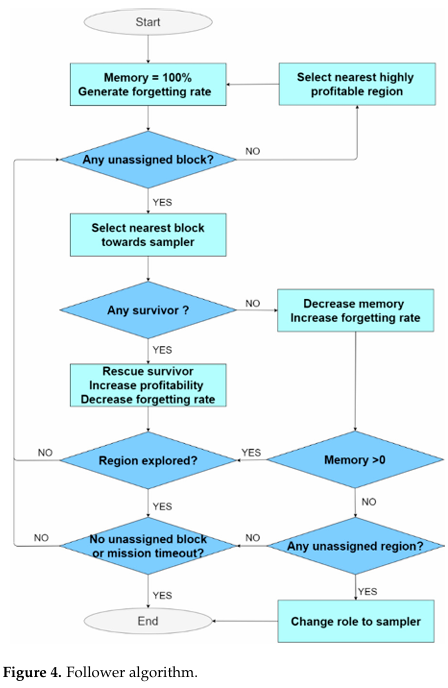 Start
Memory = 100%
Generate forgetting rate
Select nearest highly
profitable region
Any unassigned block?
NO
YES
Select nearest block
towards sampler
Any survivor ?
NO
Decrease memory
Increase forgetting rate
YES
Rescue survivor
Increase profitability
Decrease forgetting rate
NO
Region explored?
YES
Memory >0
YES
NO
NO
No unassigned block
or mission timeout?
NO
Any unassigned region?
YES
YES
End
Change role to sampler
Figure 4. Follower algorithm.